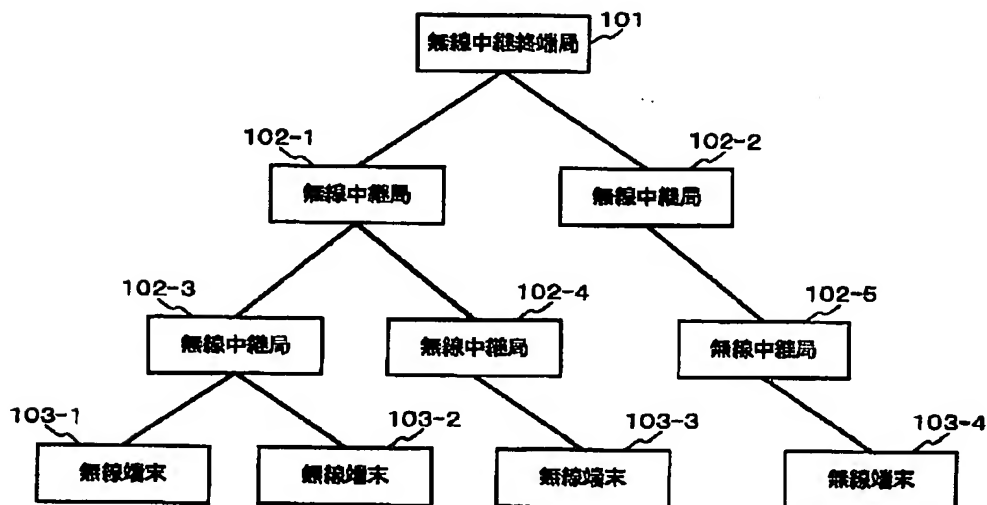 101
無線中継終端局
102-1
102-2
無線中継局
無線中継局
102-3
102-4
102-5
無線中継局
無線中継局
無線中継局
103-1
103-2
103-3
103-4
無線端末
無線端末
無線端末
無線端末